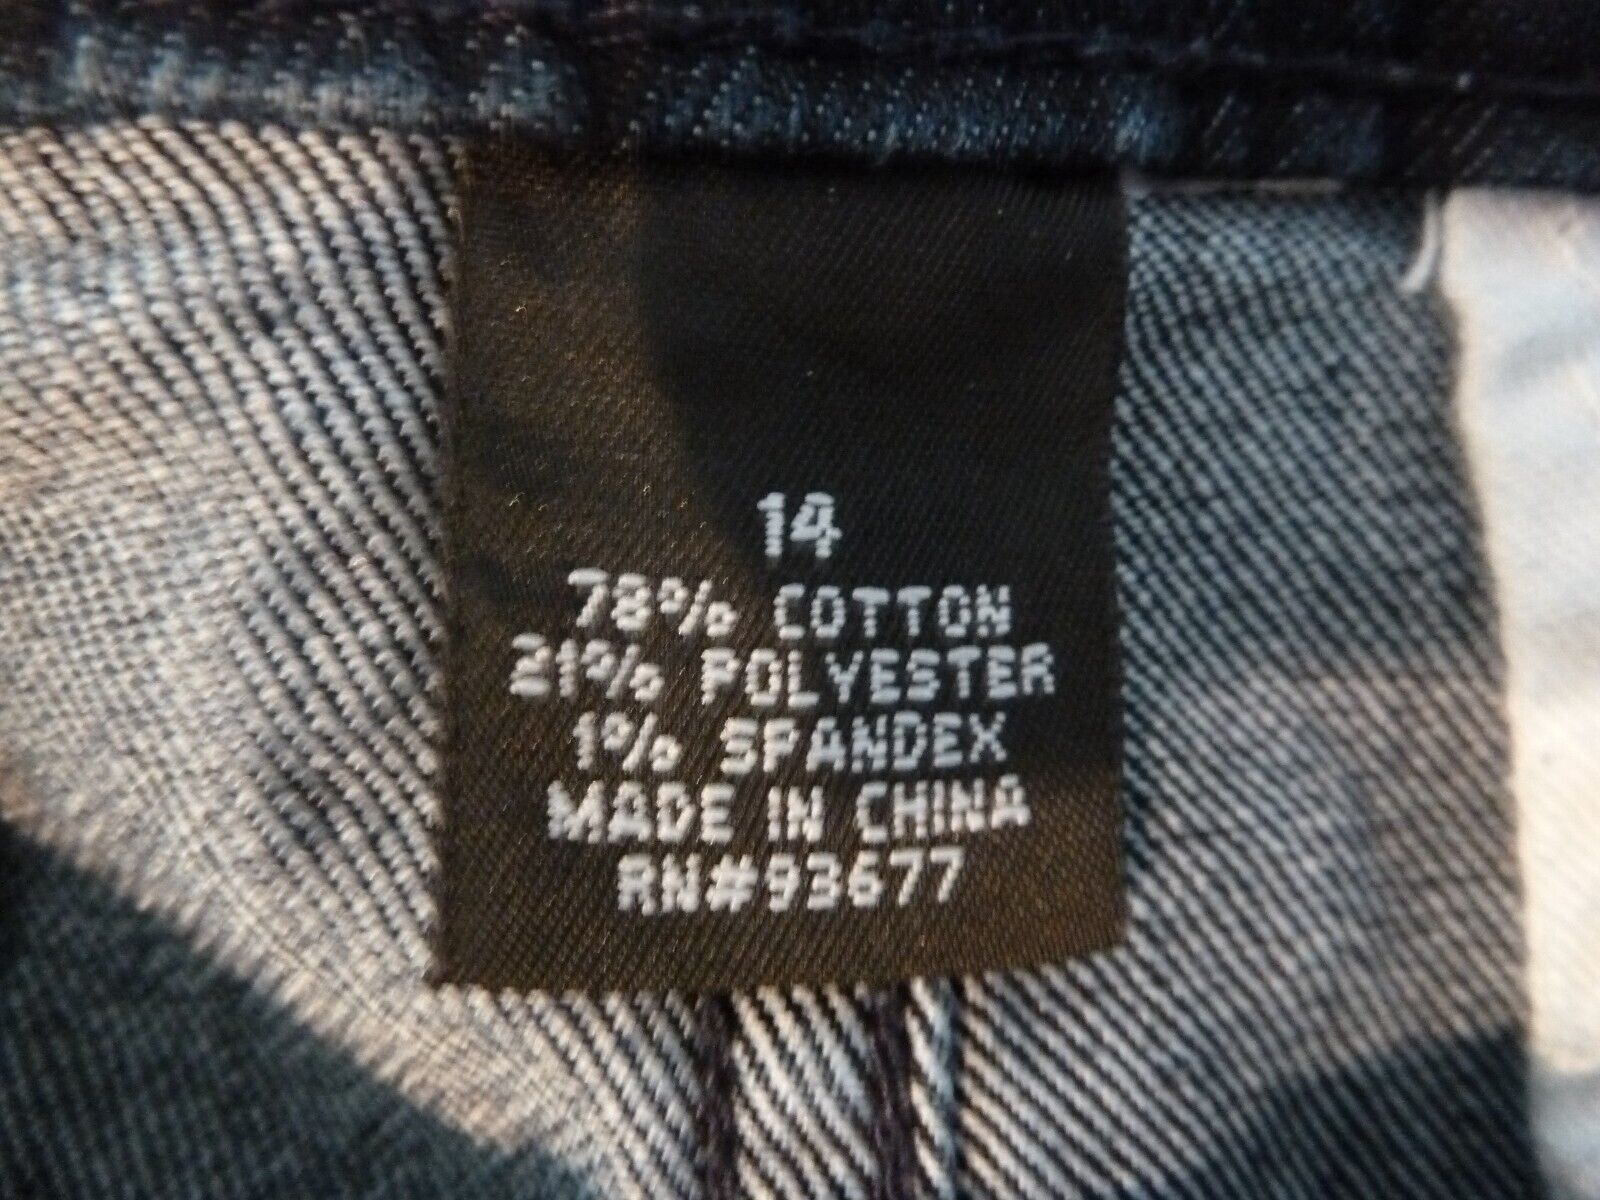 14
78% COTTON
21% POLYESTER
1% SPANDEX
MADE IN CHINA
RN#93677